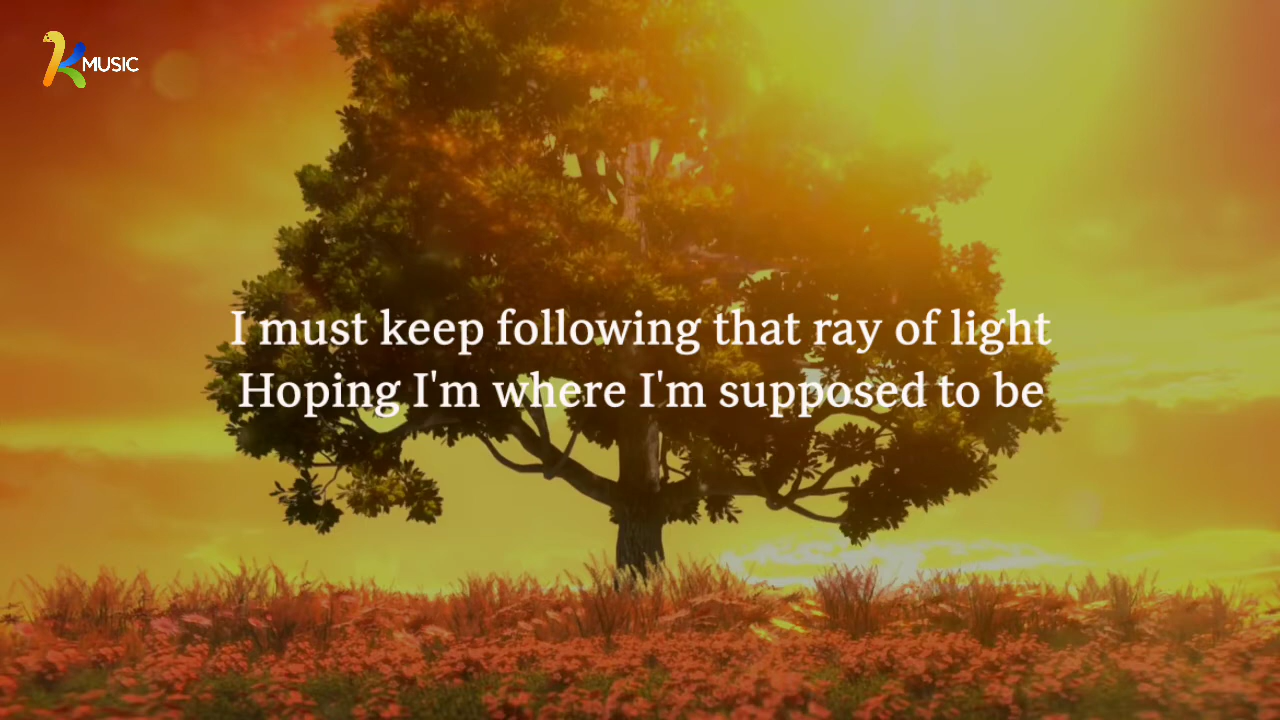 K MUSIC
I must keep following that ray of light
Hoping I'm where I'm supposed to be